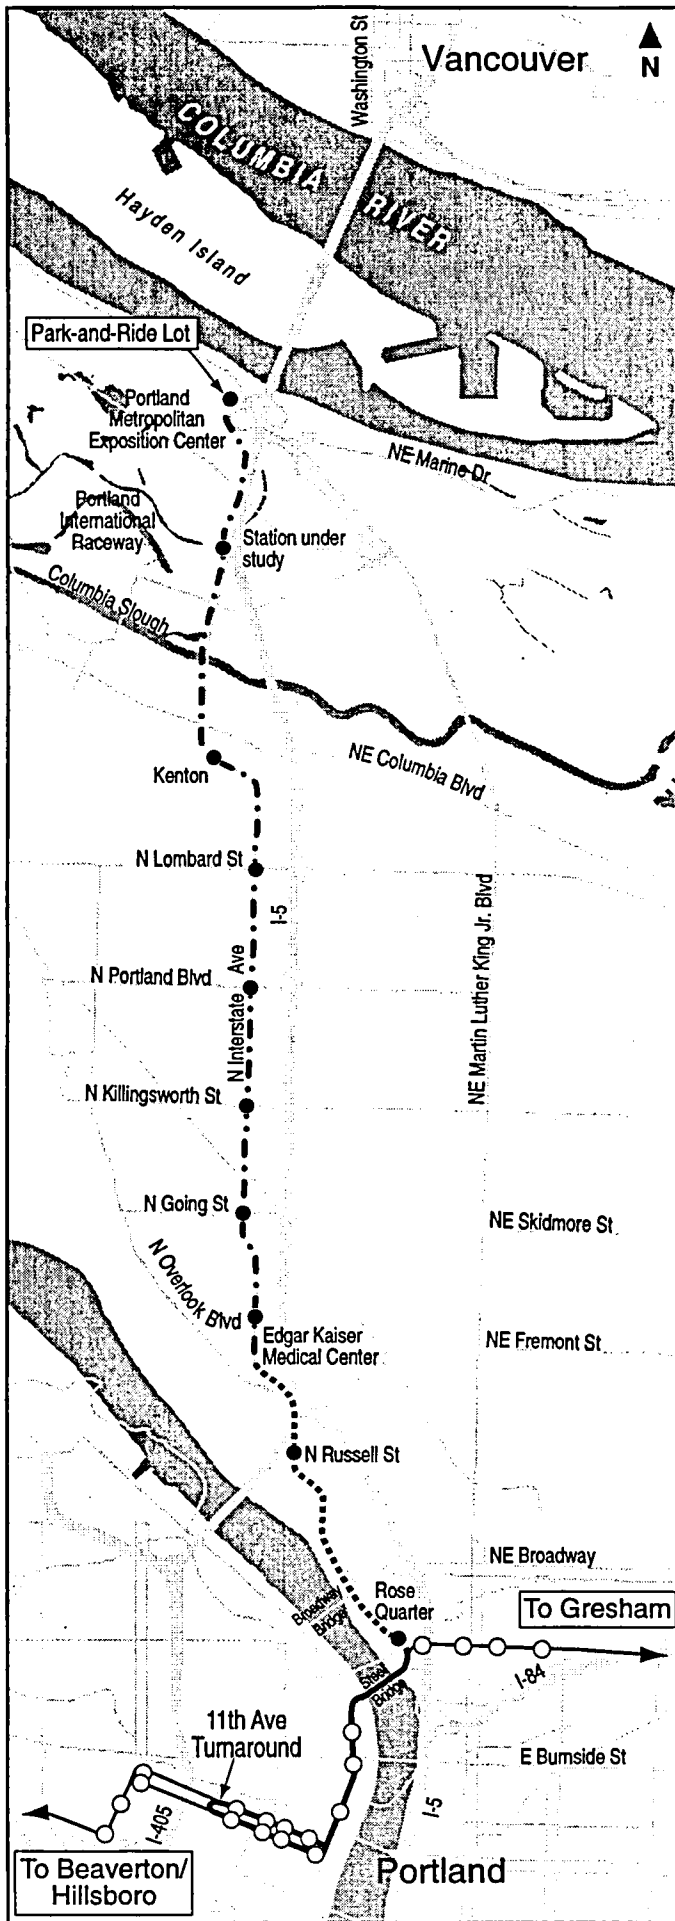 Vancouver
N
Washington St
COLUMBIA
RIVER
Hayden Island
Park-and-Ride Lot
Portland
Metropolitan
Exposition Center
NE Marine Dr
Portland
International
Raceway
Station under
study
Columbia Slough
NE Columbia Blvd
Kenton
N Lombard St
I-5
NE Martin Luther King Jr. Blvd
N Portland Blvd
N Interstate Ave
N Killingsworth St
N Going St
NE Skidmore St
N Overlook Blvd
Edgar Kaiser
Medical Center
NE Fremont St
N Russell St
NE Broadway
Broadway
Bridge
Rose
Quarter
To Gresham
Steel
Bridge
I-84
11th Ave
Turnaround
E Burnside St
I-405
I-5
To Beaverton/
Hillsboro
Portland